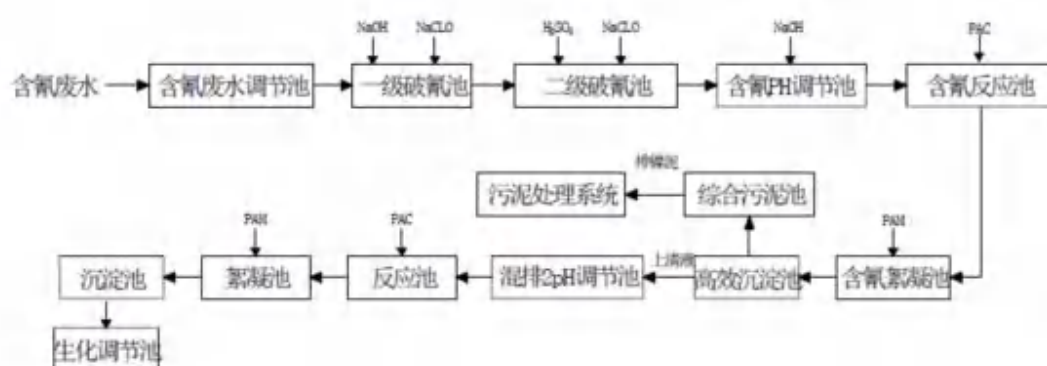 NaOH NaCLO H₂SO₄ NaCLO NaOH PAC
含氰废水 含氰废水调节池 一级破氰池 二级破氰池 含氰PH调节池 含氰反应池
污泥处理系统 综合污泥池
PAM PAC 上清液 PAM
沉淀池 絮凝池 反应池 混排2pH调节池 高效沉淀池 含氰絮凝池
生化调节池